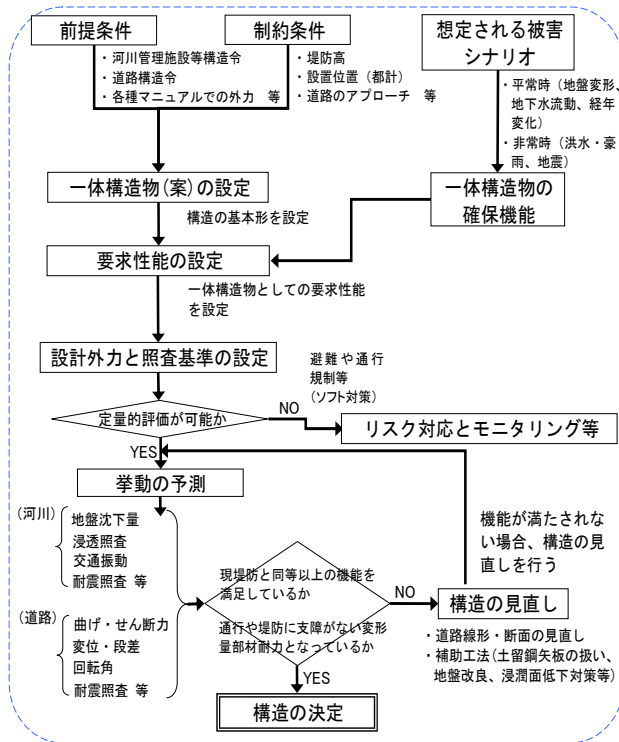 前提条件
・河川管理施設等構造令
・道路構造令
・各種マニュアルでの外力　等
制約条件
・堤防高
・設置位置（都計）
・道路のアプローチ　等
想定される被害
シナリオ
・平常時（地盤変形、
地下水流動、経年
変化）
・非常時（洪水・豪
雨、地震）
一体構造物（案）の設定
構造の基本形を設定
一体構造物の
確保機能
要求性能の設定
一体構造物としての要求性能
を設定
設計外力と照査基準の設定
避難や通行
規制等
（ソフト対策）
定量的評価が可能か
NO
リスク対応とモニタリング等
YES
挙動の予測
（河川）
地盤沈下量
浸透照査
交通振動
耐震照査 等
機能が満たされな
い場合、構造の見
直しを行う
現堤防と同等以上の機能を
満足しているか
通行や堤防に支障がない変形
量部材耐力となっているか
NO
構造の見直し
・道路線形・断面の見直し
・補助工法（土留鋼矢板の扱い、
地盤改良、浸潤面低下対策等）
（道路）
曲げ・せん断力
変位・段差
回転角
耐震照査 等
YES
構造の決定